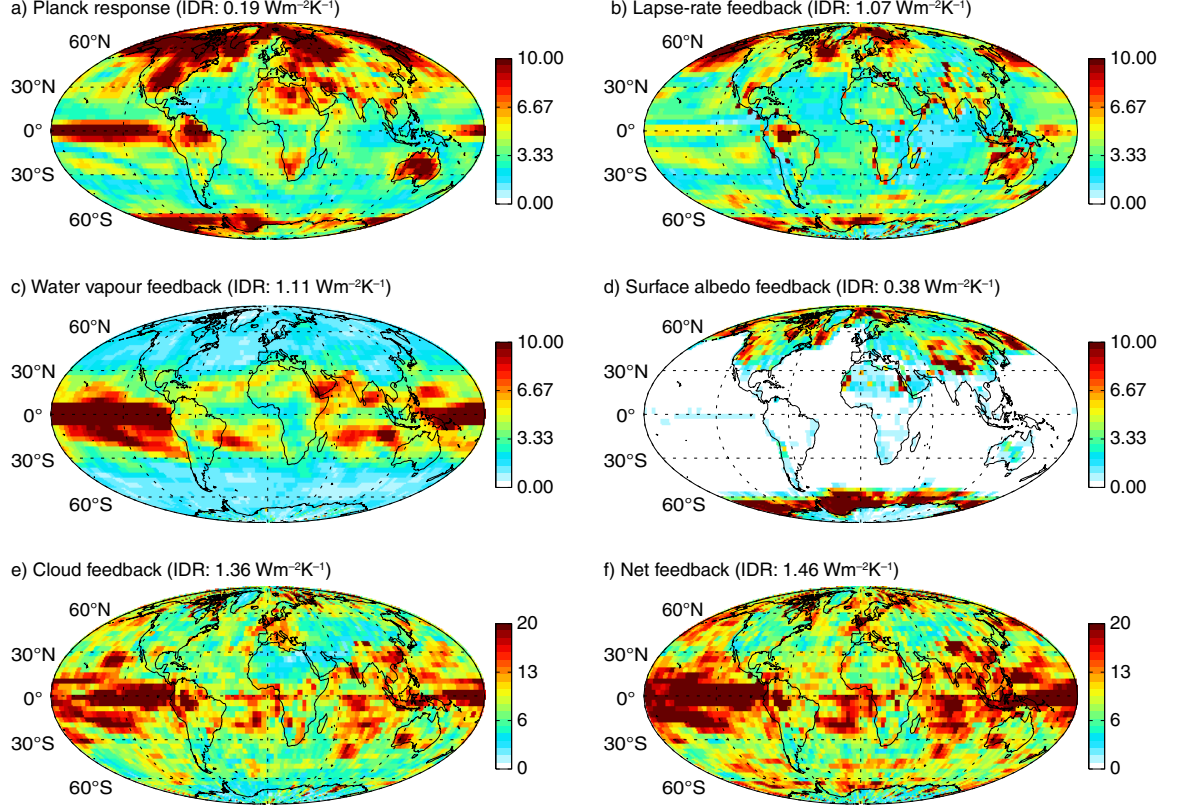 a) Planck response (IDR: 0.19 Wm⁻²K⁻¹)
60°N
30°N
0°
30°S
60°S
10.00
6.67
3.33
0.00
b) Lapse-rate feedback (IDR: 1.07 Wm⁻²K⁻¹)
60°N
30°N
0°
30°S
60°S
10.00
6.67
3.33
0.00
c) Water vapour feedback (IDR: 1.11 Wm⁻²K⁻¹)
60°N
30°N
0°
30°S
60°S
10.00
6.67
3.33
0.00
d) Surface albedo feedback (IDR: 0.38 Wm⁻²K⁻¹)
60°N
30°N
0°
30°S
60°S
10.00
6.67
3.33
0.00
e) Cloud feedback (IDR: 1.36 Wm⁻²K⁻¹)
60°N
30°N
0°
30°S
60°S
20
13
6
0
f) Net feedback (IDR: 1.46 Wm⁻²K⁻¹)
60°N
30°N
0°
30°S
60°S
20
13
6
0